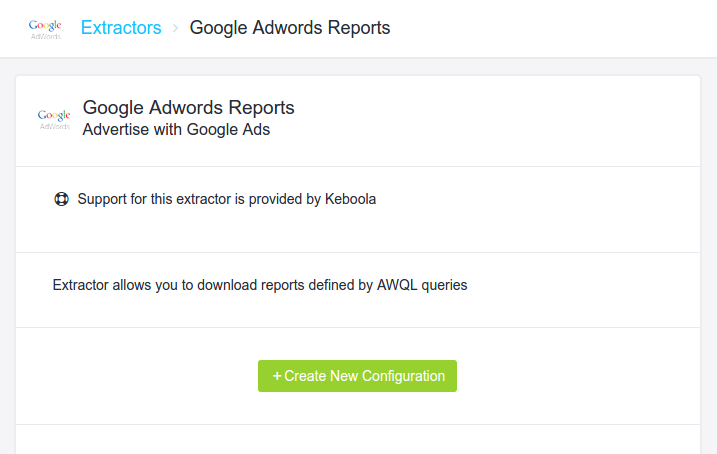 Google
AdWords
Extractors › Google Adwords Reports
Google
AdWords
Google Adwords Reports
Advertise with Google Ads
Support for this extractor is provided by Keboola
Extractor allows you to download reports defined by AWQL queries
+Create New Configuration